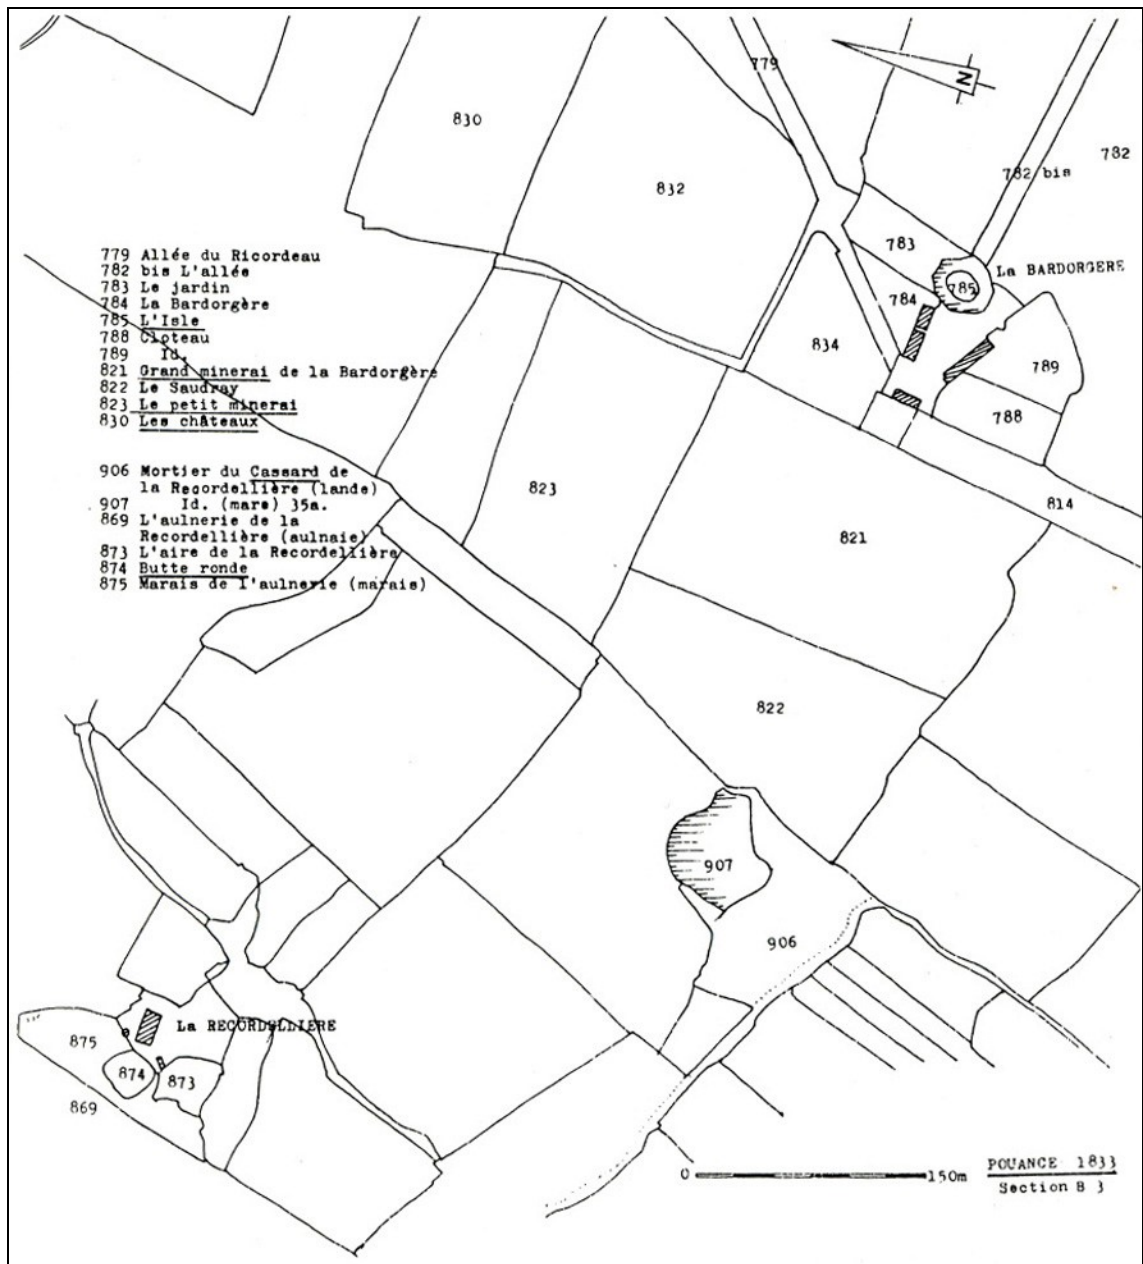 779
N
830
832
782
782 bis
783
La BARDORGERE
785
784
834
789
788
814
779 Allée du Ricordeau
782 bis L'allée
783 Le jardin
784 La Bardorgère
785 L'Isle
788 Cloteau
789 Id.
821 Grand minerai de la Bardorgère
822 Le Saudray
823 Le petit minerai
830 Les châteaux
906 Mortier du Cassard de
la Recordellière (lande)
907 Id. (mare) 35a.
869 L'aulnerie de la
Recordellière (aulnaie)
873 L'aire de la Recordellière
874 Butte ronde
875 Marais de l'aulnerie (marais)
823
821
822
907
906
La RECORDELLIERE
875
874
873
869
0 150m
POUANCE 1833
Section B 3